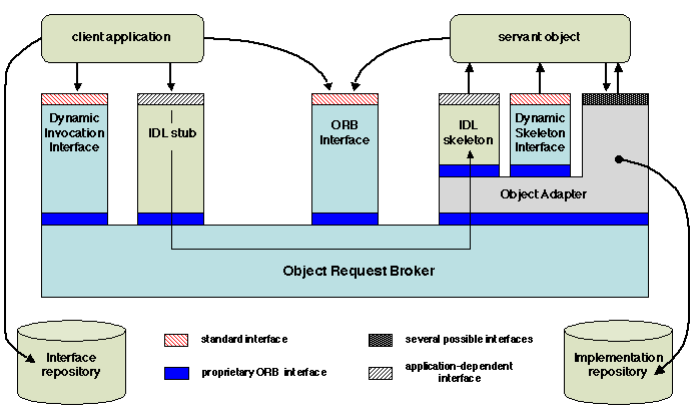 client application
servant object
Dynamic
Invocation
Interface
IDL stub
ORB
Interface
IDL
skeleton
Dynamic
Skeleton
Interface
Object Adapter
Object Request Broker
Interface
repository
standard interface
proprietary ORB interface
several possible interfaces
application-dependent
interface
Implementation
repository